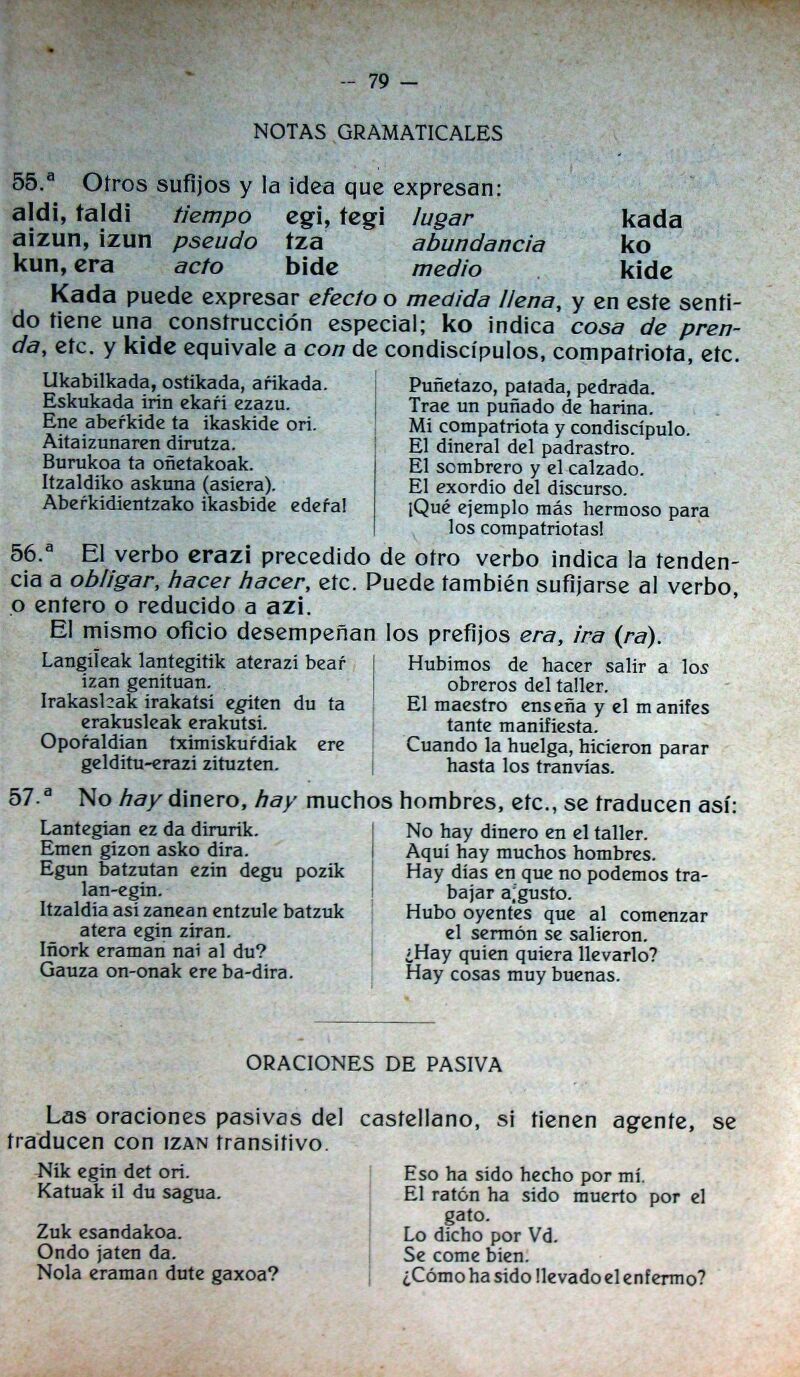 -- 79 —
NOTAS GRAMATICALES
55.ª Otros sufijos y la idea que expresan:
aldi, taldi tiempo egi, tegi lugar kada
aizun, izun pseudo tza abundancia ko
kun, era acto bide medio kide
Kada puede expresar efecto o medida llena, y en este senti-
do tiene una construcción especial; ko indica cosa de pren-
da, etc. y kide equivale a con de condiscípulos, compatriota, etc.
Ukabilkada, ostikada, ar̃ikada.
Eskukada irin ekar̃i ezazu.
Ene aber̃kide ta ikaskide ori.
Aitaizunaren dirutza.
Burukoa ta oñetakoak.
Itzaldiko askuna (asiera).
Aber̃kidientzako ikasbide eder̃a!
Puñetazo, patada, pedrada.
Trae un puñado de harina.
Mi compatriota y condiscípulo.
El dineral del padrastro.
El sombrero y el calzado.
El exordio del discurso.
¡Qué ejemplo más hermoso para
los compatriotas!
56.ª El verbo erazi precedido de otro verbo indica la tenden-
cia a obligar, hacer hacer, etc. Puede también sufijarse al verbo,
o entero o reducido a azi.
El mismo oficio desempeñan los prefijos era, ira (ra).
Langileak lantegitik aterazi bear̃
izan genituan.
Irakasleak irakatsi egiten du ta
erakusleak erakutsi.
Opor̃aldian tximiskur̃diak ere
gelditu-erazi zituzten.
Hubimos de hacer salir a los
obreros del taller.
El maestro enseña y el manifes
tante manifiesta.
Cuando la huelga, hicieron parar
hasta los tranvías.
57.ª No hay dinero, hay muchos hombres, etc., se traducen así:
Lantegian ez da dirurik.
Emen gizon asko dira.
Egun batzutan ezin degu pozik
lan-egin.
Itzaldia asi zanean entzule batzuk
atera egin ziran.
Iñork eraman nai al du?
Gauza on-onak ere ba-dira.
No hay dinero en el taller.
Aquí hay muchos hombres.
Hay días en que no podemos tra-
bajar a gusto.
Hubo oyentes que al comenzar
el sermón se salieron.
¿Hay quien quiera llevarlo?
Hay cosas muy buenas.
ORACIONES DE PASIVA
Las oraciones pasivas del castellano, si tienen agente, se
traducen con IZAN transitivo.
Nik egin det ori.
Katuak il du sagua.
Zuk esandakoa.
Ondo jaten da.
Nola eraman dute gaxoa?
Eso ha sido hecho por mí.
El ratón ha sido muerto por el
gato.
Lo dicho por Vd.
Se come bien.
¿Cómo ha sido llevado el enfermo?